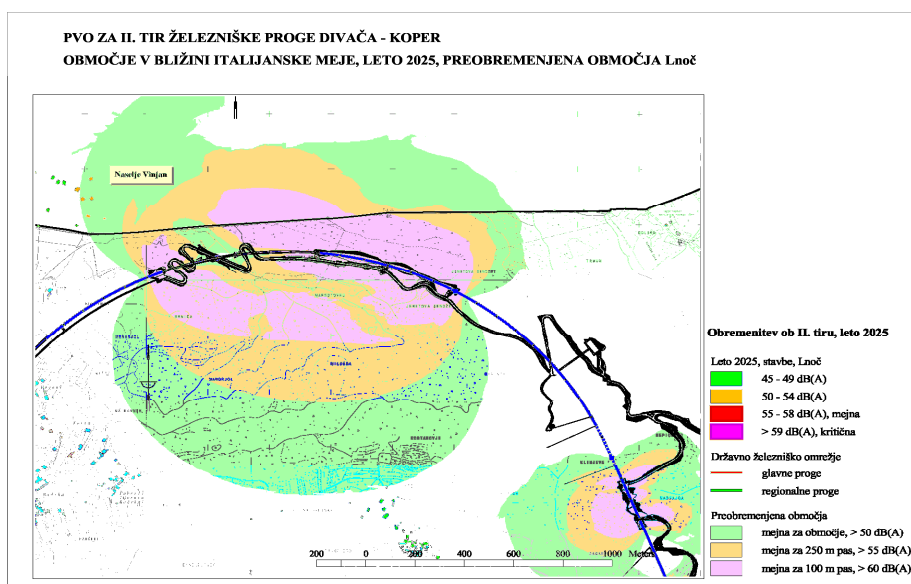 PVO ZA II. TIR ŽELEZNIŠKE PROGE DIVAČA - KOPER
OBMOČJE V BLIŽINI ITALIJANSKE MEJE, LETO 2025, PREOBREMENJENA OBMOČJA Lnoč
Naselje Vinjan
200 0 200 400 600 800 1000 Meters
Obremenitev ob II. tiru, leto 2025
Leto 2025, stavbe, Lnoč
45 - 49 dB(A)
50 - 54 dB(A)
55 - 58 dB(A), mejna
> 59 dB(A), kritična
Državno železniško omrežje
glavne proge
regionalne proge
Preobremenjena območja
mejna za območje, > 50 dB(A)
mejna za 250 m pas, > 55 dB(A)
mejna za 100 m pas, > 60 dB(A)